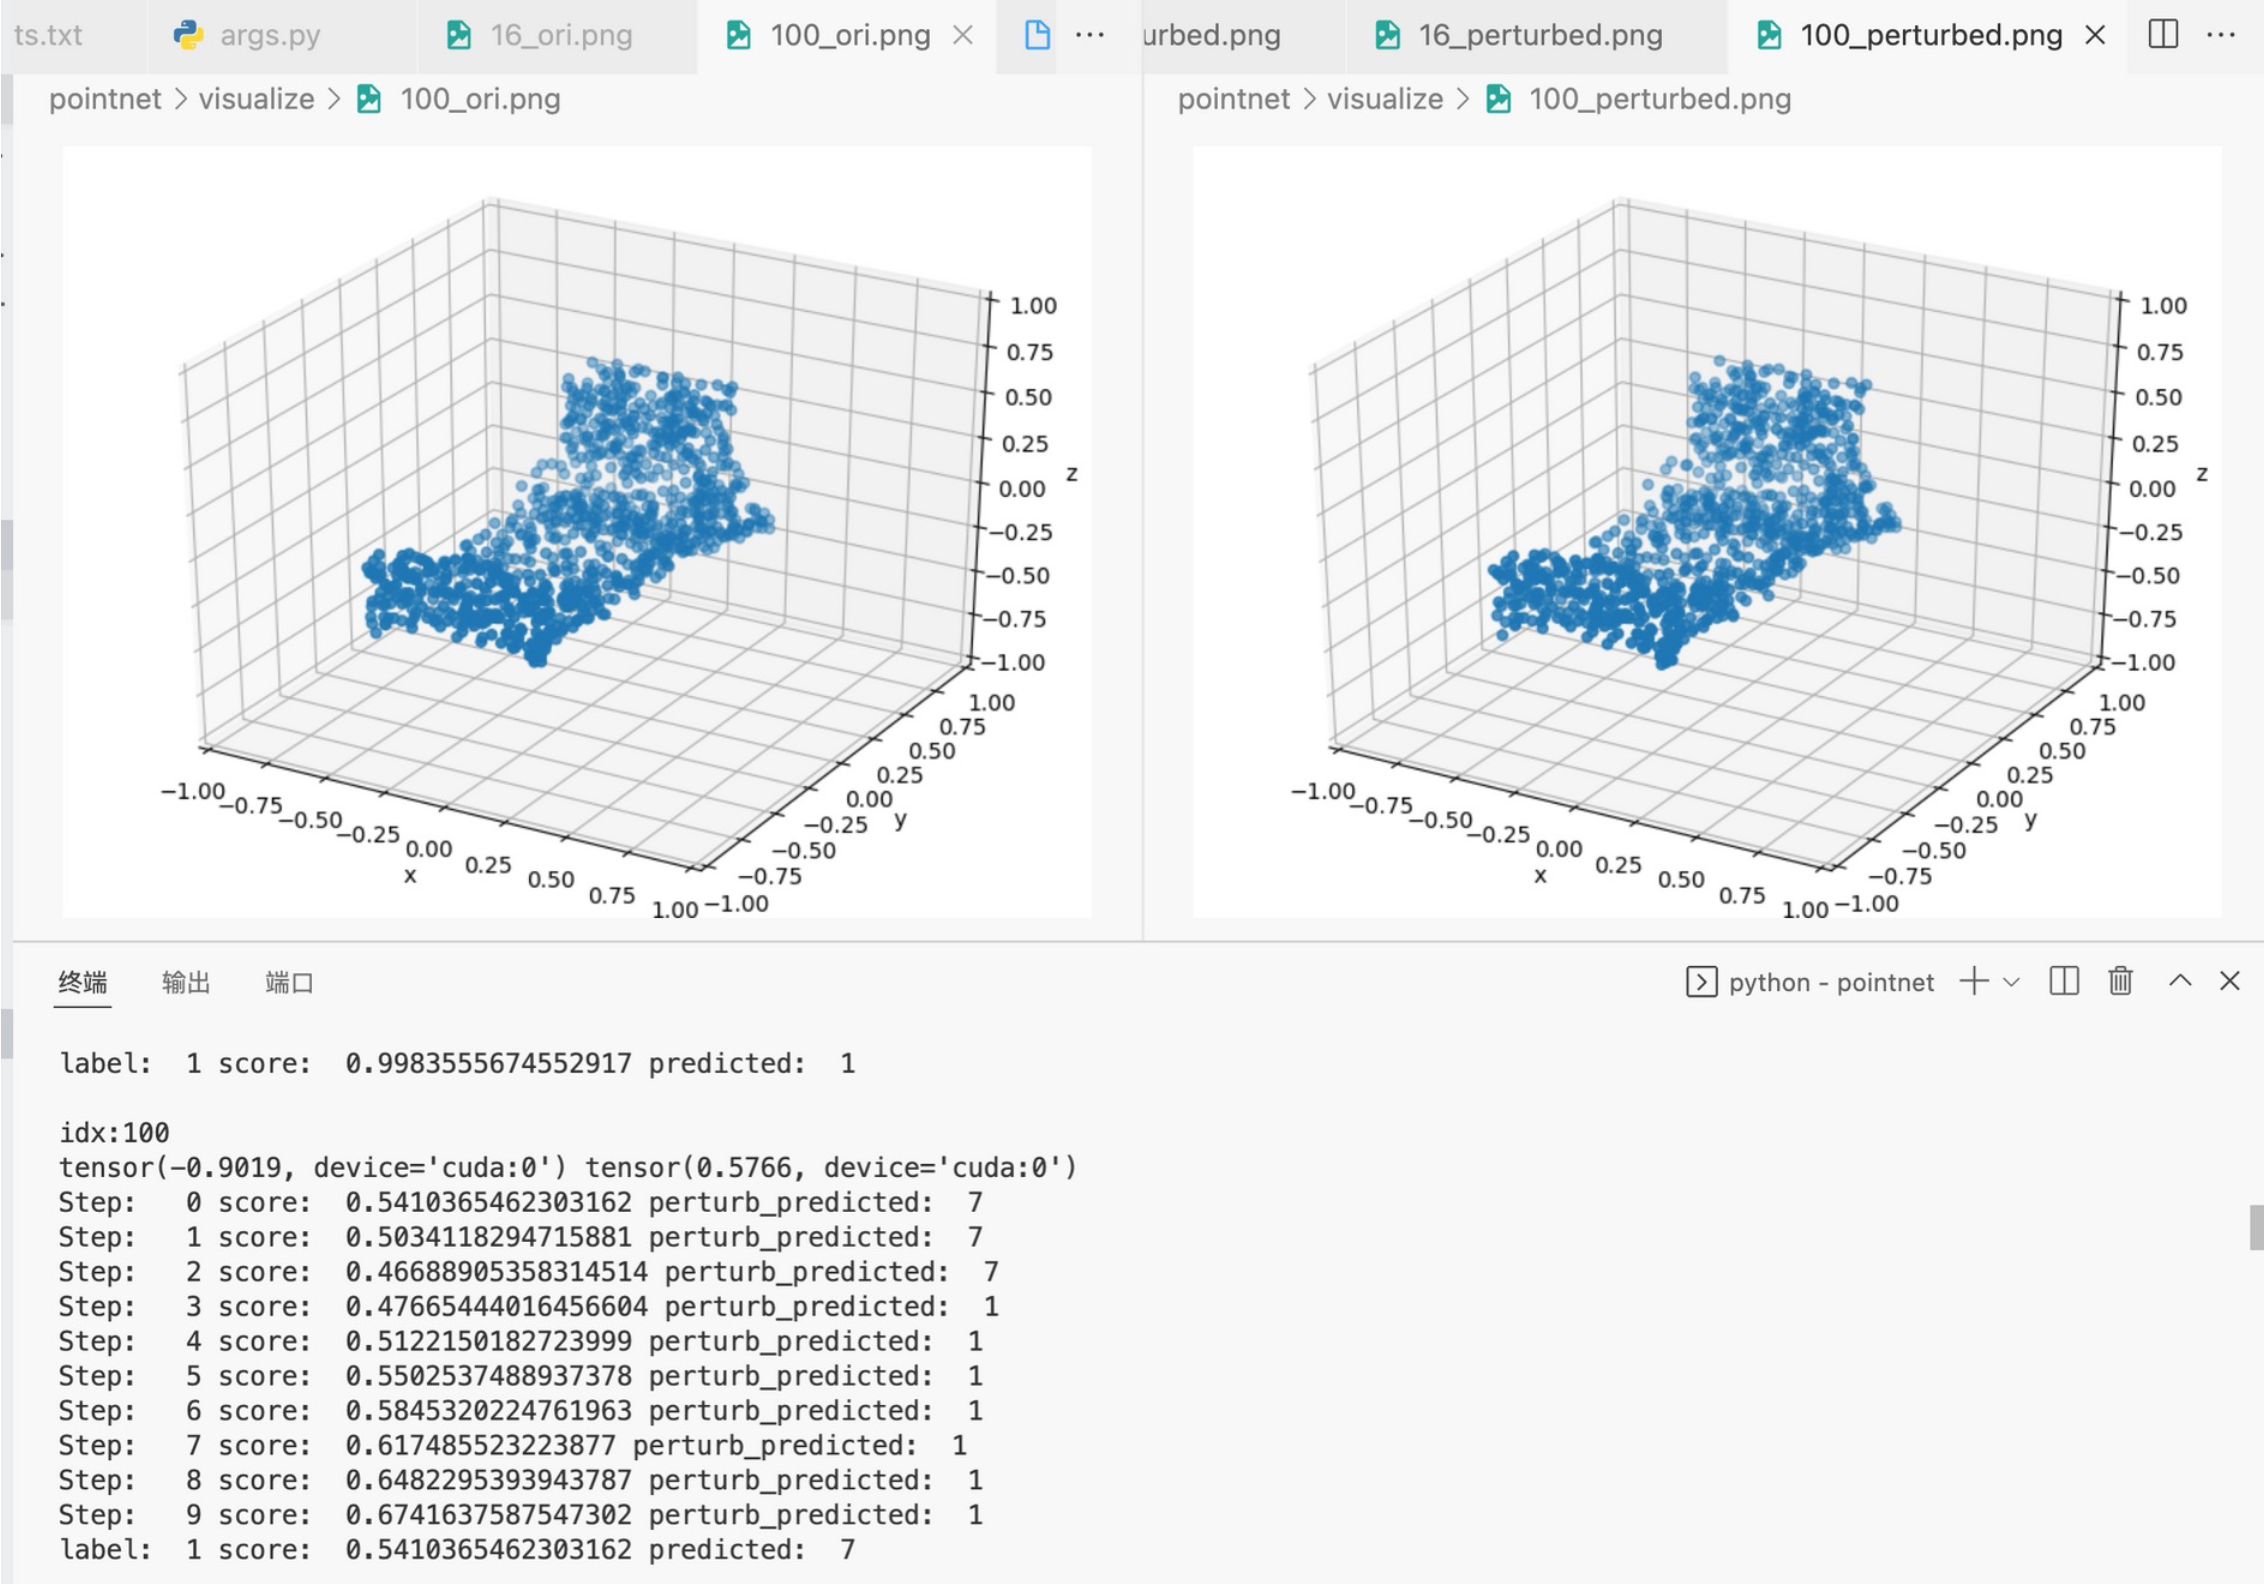 ts.txt args.py 16_ori.png 100_ori.png urbed.png 16_perturbed.png 100_perturbed.png
pointnet > visualize > 100_ori.png
pointnet > visualize > 100_perturbed.png
1.00
0.75
0.50
0.25
0.00
−0.25
−0.50
−0.75
−1.00
z
1.00
0.75
0.50
0.25
0.00
−0.25
−0.50
−0.75
−1.00
y
−1.00
−0.75
−0.50
−0.25
0.00
0.25
0.50
0.75
1.00
x
1.00
0.75
0.50
0.25
0.00
−0.25
−0.50
−0.75
−1.00
z
1.00
0.75
0.50
0.25
0.00
−0.25
−0.50
−0.75
−1.00
y
−1.00
−0.75
−0.50
−0.25
0.00
0.25
0.50
0.75
1.00
x
终端 输出 端口 python - pointnet
label: 1 score: 0.9983555674552917 predicted: 1
idx:100
tensor(-0.9019, device='cuda:0') tensor(0.5766, device='cuda:0')
Step: 0 score: 0.5410365462303162 perturb_predicted: 7
Step: 1 score: 0.5034118294715881 perturb_predicted: 7
Step: 2 score: 0.46688905358314514 perturb_predicted: 7
Step: 3 score: 0.47665444016456604 perturb_predicted: 1
Step: 4 score: 0.5122150182723999 perturb_predicted: 1
Step: 5 score: 0.5502537488937378 perturb_predicted: 1
Step: 6 score: 0.5845320224761963 perturb_predicted: 1
Step: 7 score: 0.617485523223877 perturb_predicted: 1
Step: 8 score: 0.6482295393943787 perturb_predicted: 1
Step: 9 score: 0.6741637587547302 perturb_predicted: 1
label: 1 score: 0.5410365462303162 predicted: 7